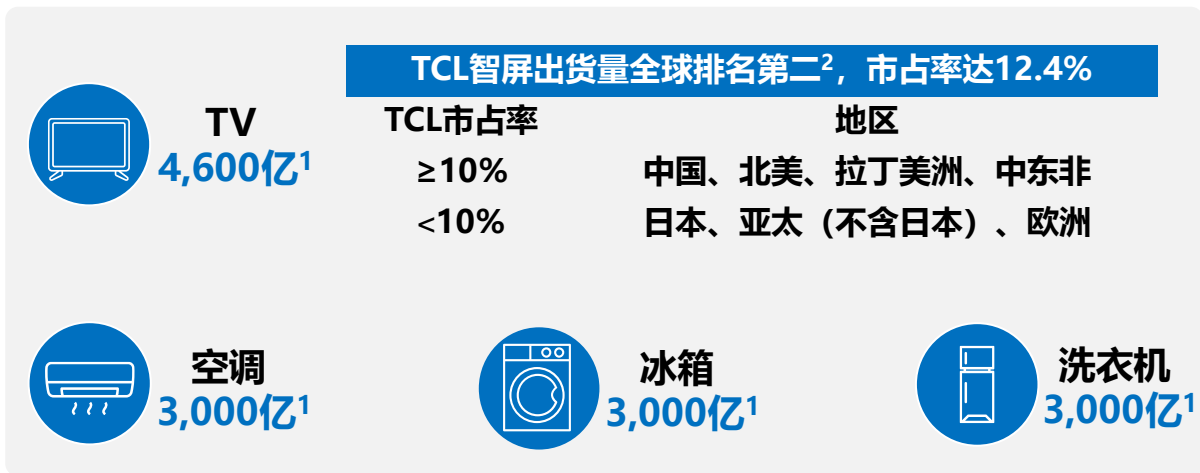 TCL智屏出货量全球排名第二²，市占率达12.4%
TV
4,600亿¹
TCL市占率 地区
≥10% 中国、北美、拉丁美洲、中东非
<10% 日本、亚太（不含日本）、欧洲
空调
3,000亿¹
冰箱
3,000亿¹
洗衣机
3,000亿¹